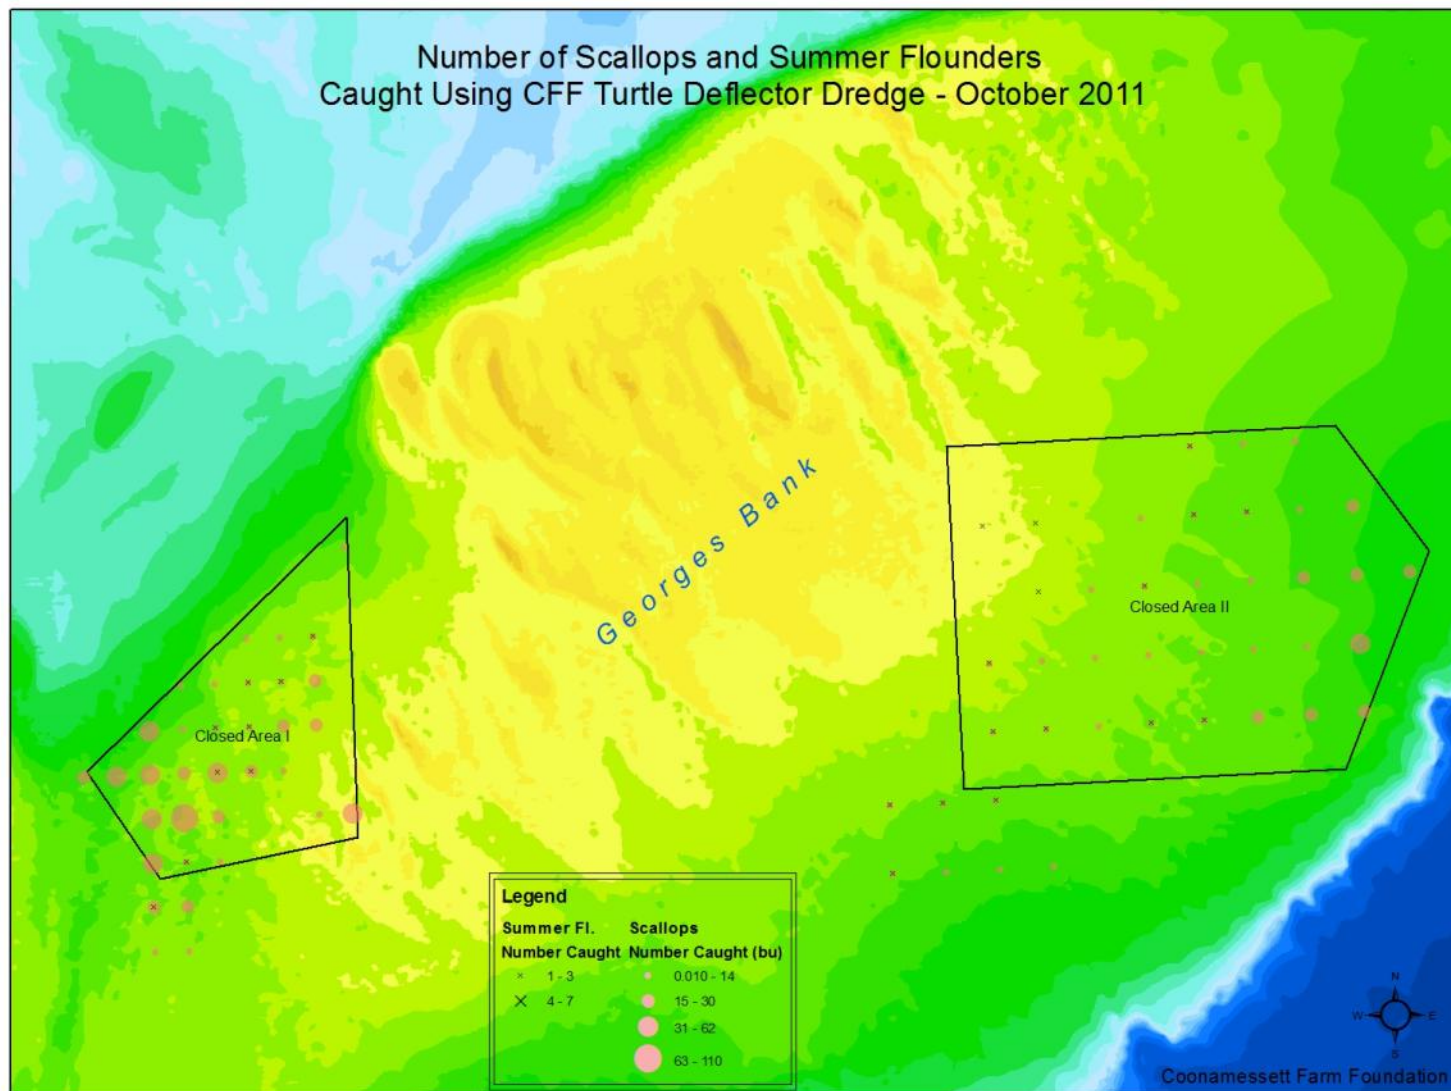 Number of Scallops and Summer Flounders
Caught Using CFF Turtle Deflector Dredge - October 2011
Georges Bank
Closed Area II
Closed Area I
Legend
Summer Fl. Scallops
Number Caught Number Caught (bu)
1 - 3 0.010 - 14
4 - 7 15 - 30
31 - 62
63 - 110
N
W E
S
Coonamessett Farm Foundation